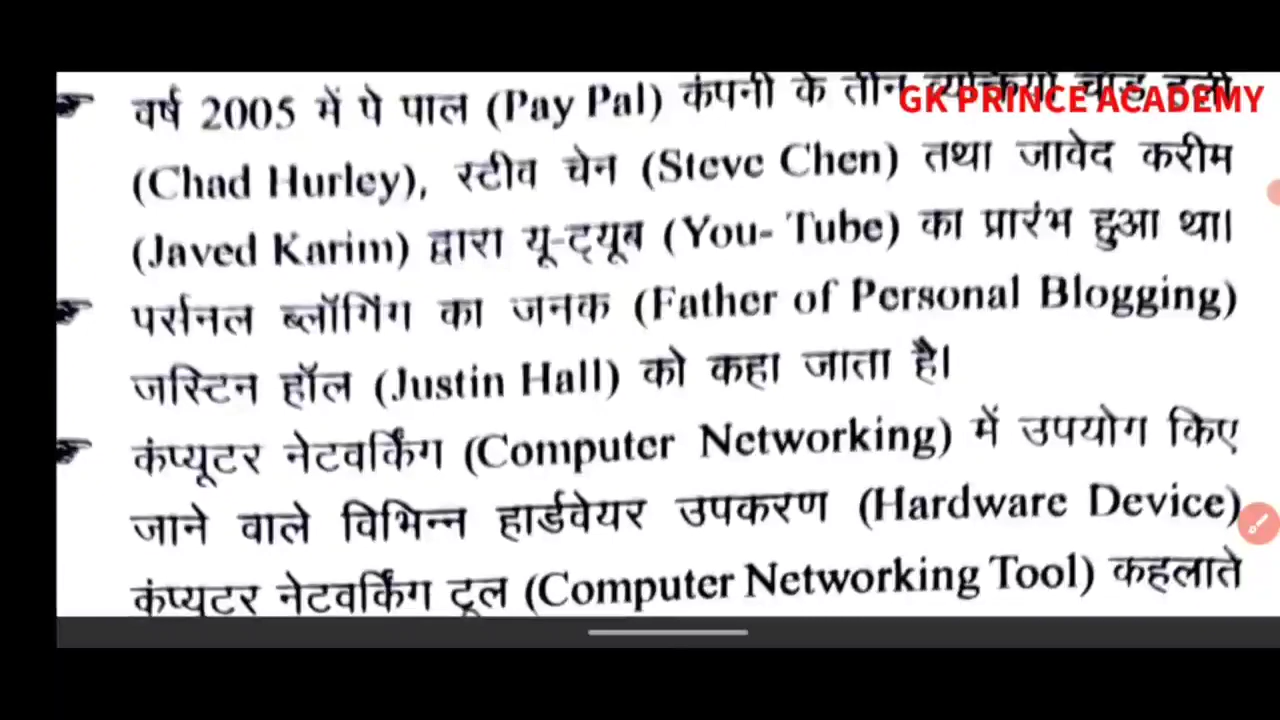 वर्ष 2005 में पे पाल (Pay Pal) कंपनी के तीन
GK PRINCE ACADEMY
(Chad Hurley), स्टीव चेन (Steve Chen) तथा जावेद करीम
(Javed Karim) द्वारा यू-ट्यूब (You- Tube) का प्रारंभ हुआ था।
पर्सनल ब्लॉगिंग का जनक (Father of Personal Blogging)
जस्टिन हॉल (Justin Hall) को कहा जाता है।
कंप्यूटर नेटवर्किंग (Computer Networking) में उपयोग किए
जाने वाले विभिन्न हार्डवेयर उपकरण (Hardware Device)
कंप्यूटर नेटवर्किंग टूल (Computer Networking Tool) कहलाते